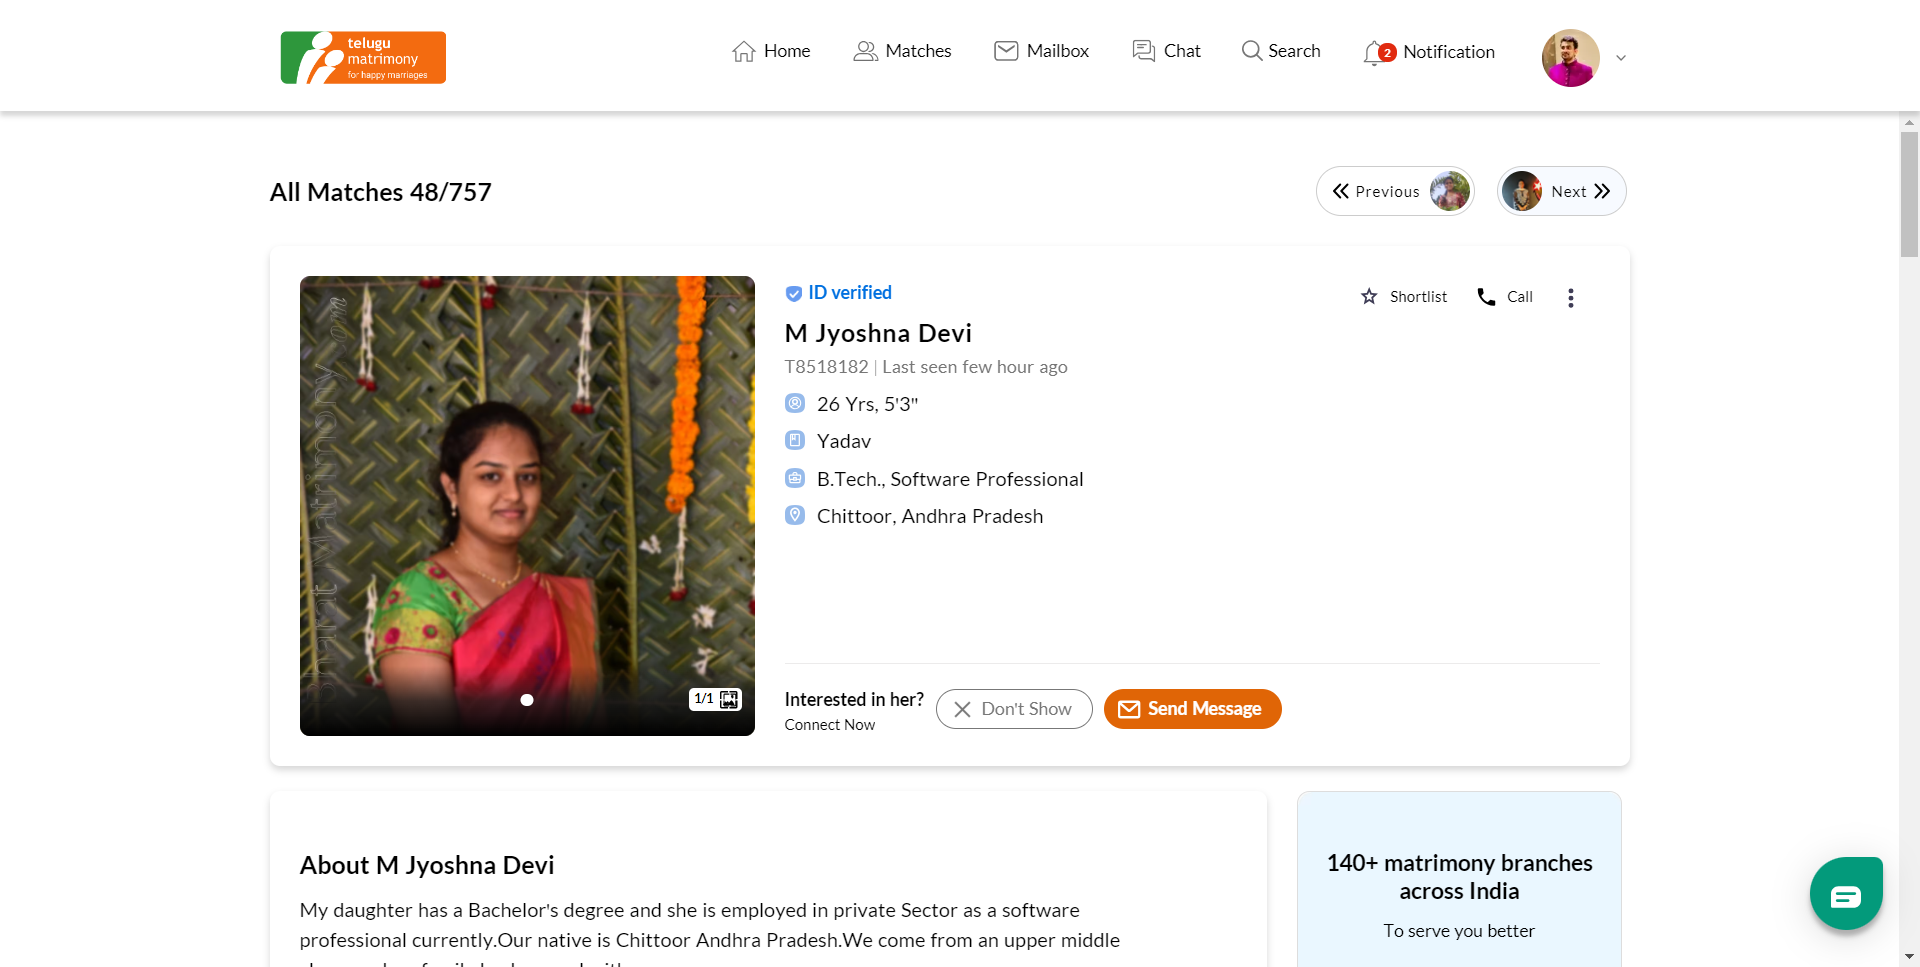 telugu
matrimony
for happy marriages
Home
Matches
Mailbox
Chat
Search
2
Notification
All Matches 48/757
Previous
Next
ID verified
Shortlist
Call
M Jyoshna Devi
T8518182 | Last seen few hour ago
26 Yrs, 5'3"
Yadav
B.Tech., Software Professional
Chittoor, Andhra Pradesh
1/1
Interested in her?
Connect Now
Don't Show
Send Message
About M Jyoshna Devi
My daughter has a Bachelor's degree and she is employed in private Sector as a software
professional currently.Our native is Chittoor Andhra Pradesh.We come from an upper middle
140+ matrimony branches
across India
To serve you better